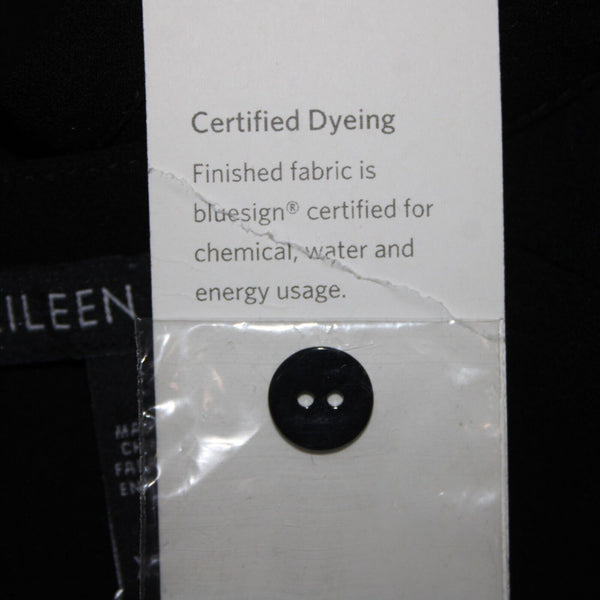 Certified Dyeing
Finished fabric is
bluesign® certified for
chemical, water and
energy usage.
EILEEN